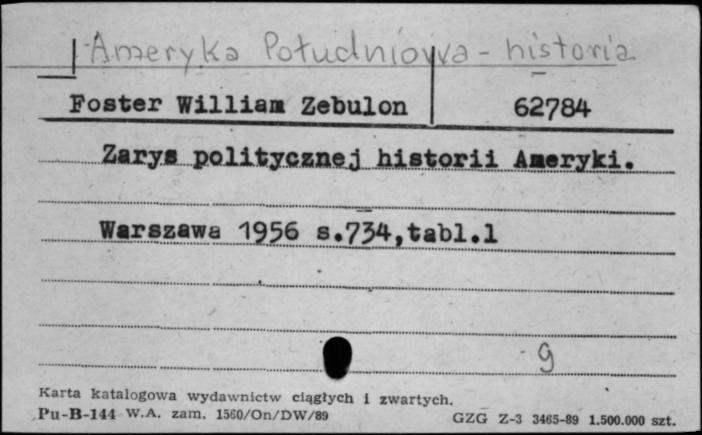 Ameryka Południowa - historia
Foster William Zebulon 62784
Zarys politycznej historii Ameryki.
Warszawa 1956 s.734,tabl.1
9
Karta katalogowa wydawnictw ciągłych i zwartych.
Pu-B-144 W.A. zam. 1560/On/DW/89 GZG Z-3 3465-89 1.500.000 szt.